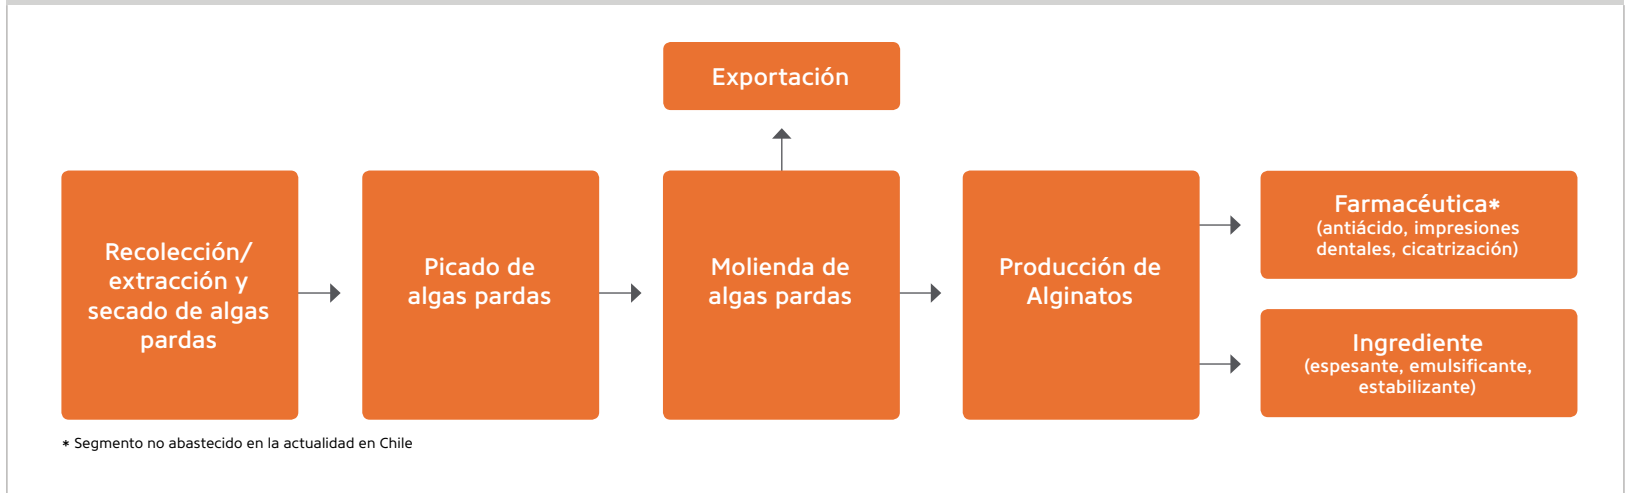 Exportación
Recolección/
extracción y
secado de algas
pardas
Picado de
algas pardas
Molienda de
algas pardas
Producción de
Alginatos
Farmacéutica*
(antiácido, impresiones
dentales, cicatrización)
Ingrediente
(espesante, emulsificante,
estabilizante)
* Segmento no abastecido en la actualidad en Chile